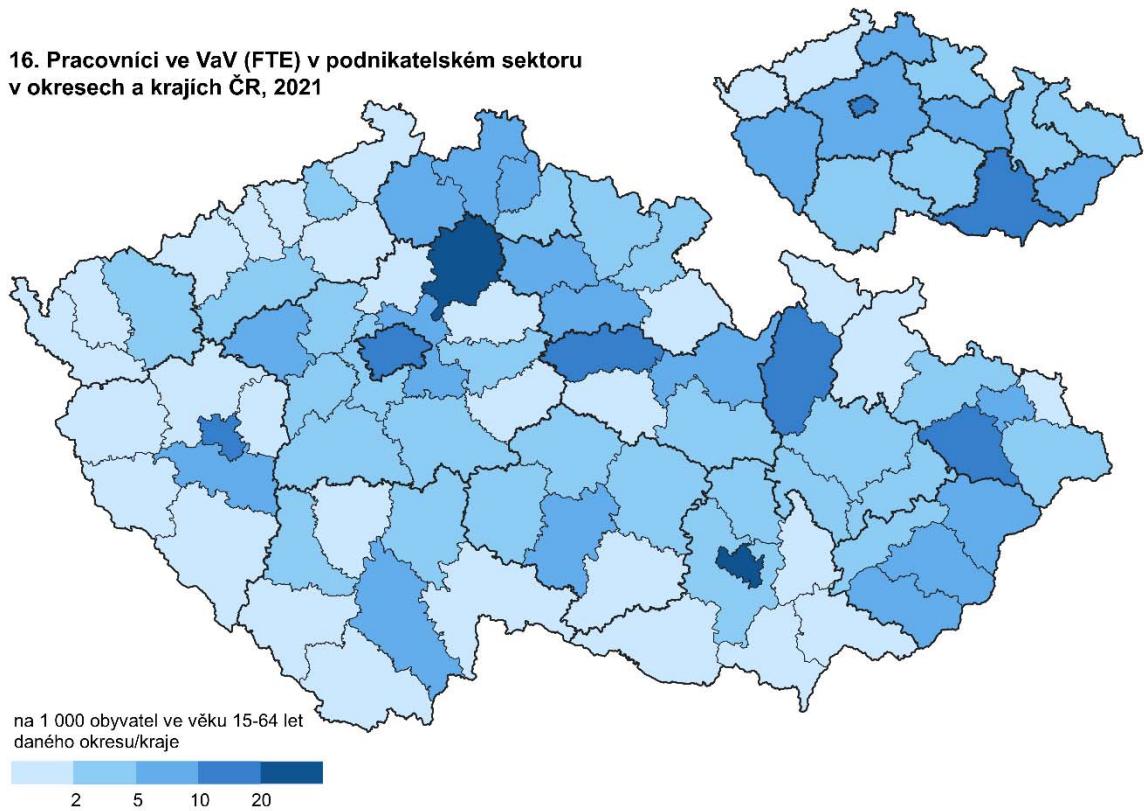 16. Pracovníci ve VaV (FTE) v podnikatelském sektoru
v okresech a krajích ČR, 2021
na 1 000 obyvatel ve věku 15-64 let
daného okresu/kraje
2 5 10 20